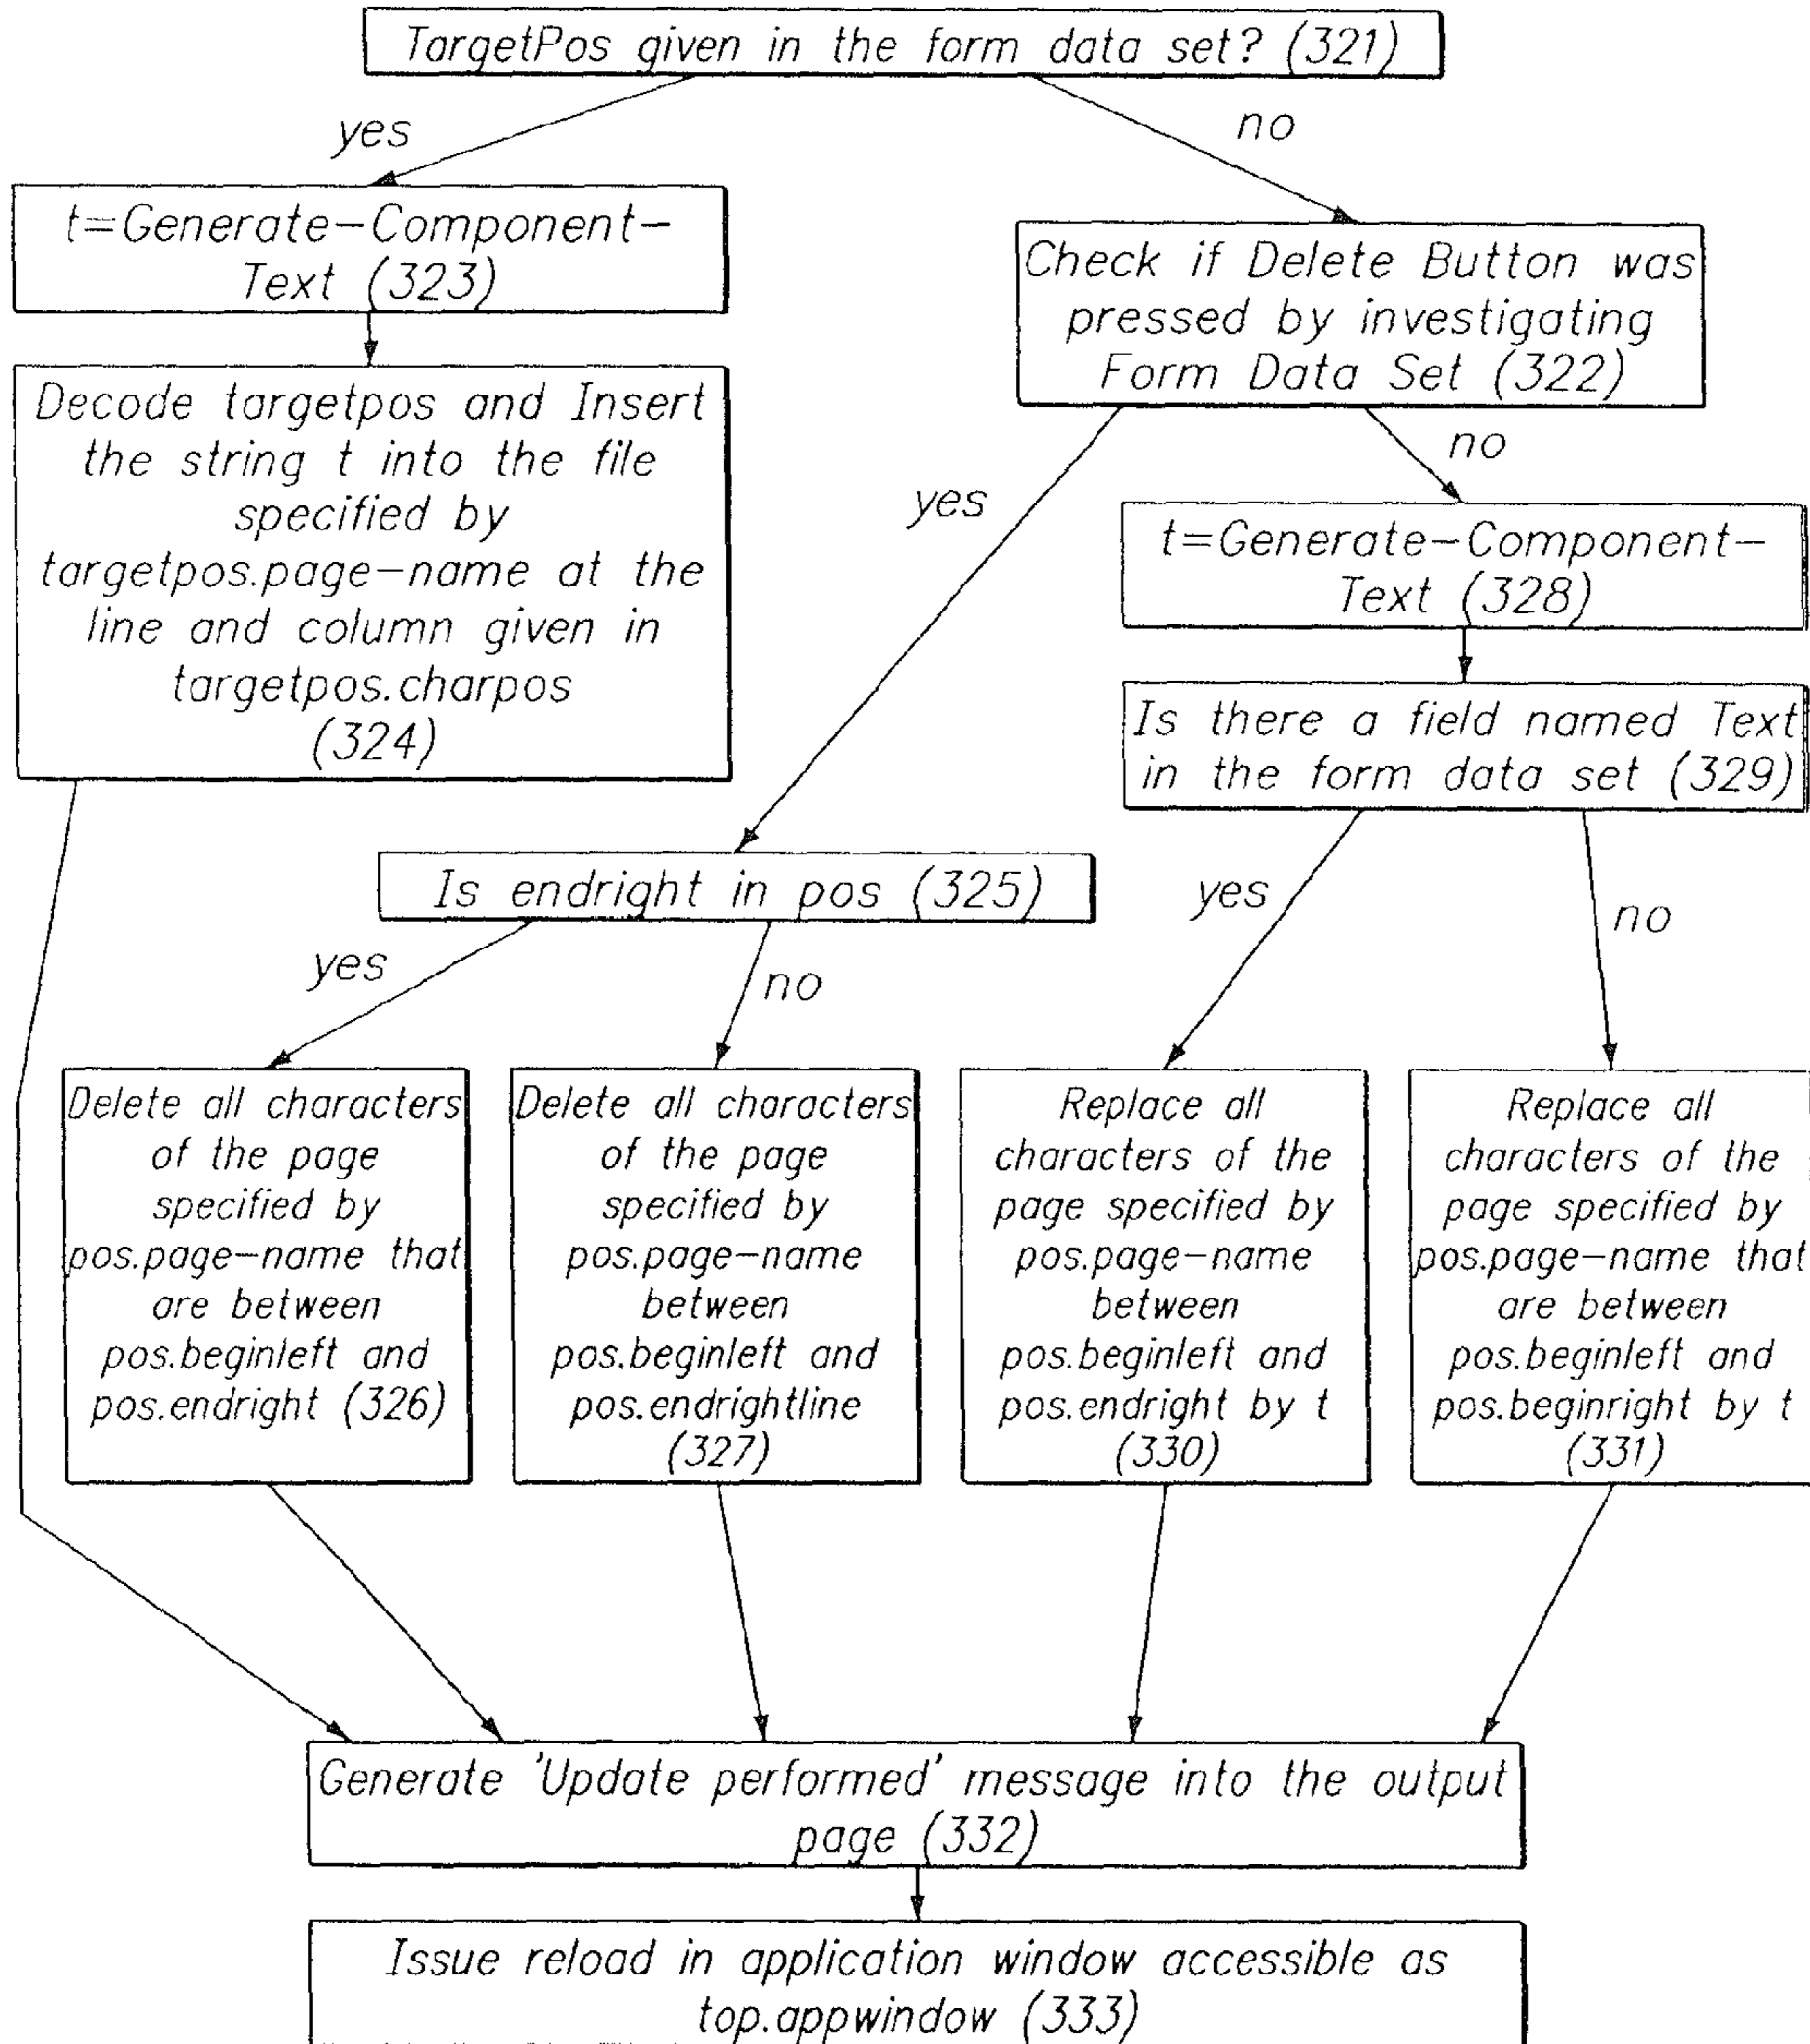 TargetPos given in the form data set? (321)
yes
no
t=Generate-Component-
Text (323)
Check if Delete Button was
pressed by investigating
Form Data Set (322)
Decode targetpos and Insert
the string t into the file
specified by
targetpos.page-name at the
line and column given in
targetpos.charpos
(324)
yes
no
t=Generate-Component-
Text (328)
Is there a field named Text
in the form data set (329)
Is endright in pos (325)
yes
no
yes
no
Delete all characters
of the page
specified by
pos.page-name that
are between
pos.beginleft and
pos.endright (326)
Delete all characters
of the page
specified by
pos.page-name
between
pos.beginleft and
pos.endrightline
(327)
Replace all
characters of the
page specified by
pos.page-name
between
pos.beginleft and
pos.endright by t
(330)
Replace all
characters of the
page specified by
pos.page-name that
are between
pos.beginleft and
pos.beginright by t
(331)
Generate 'Update performed' message into the output
page (332)
Issue reload in application window accessible as
top.appwindow (333)